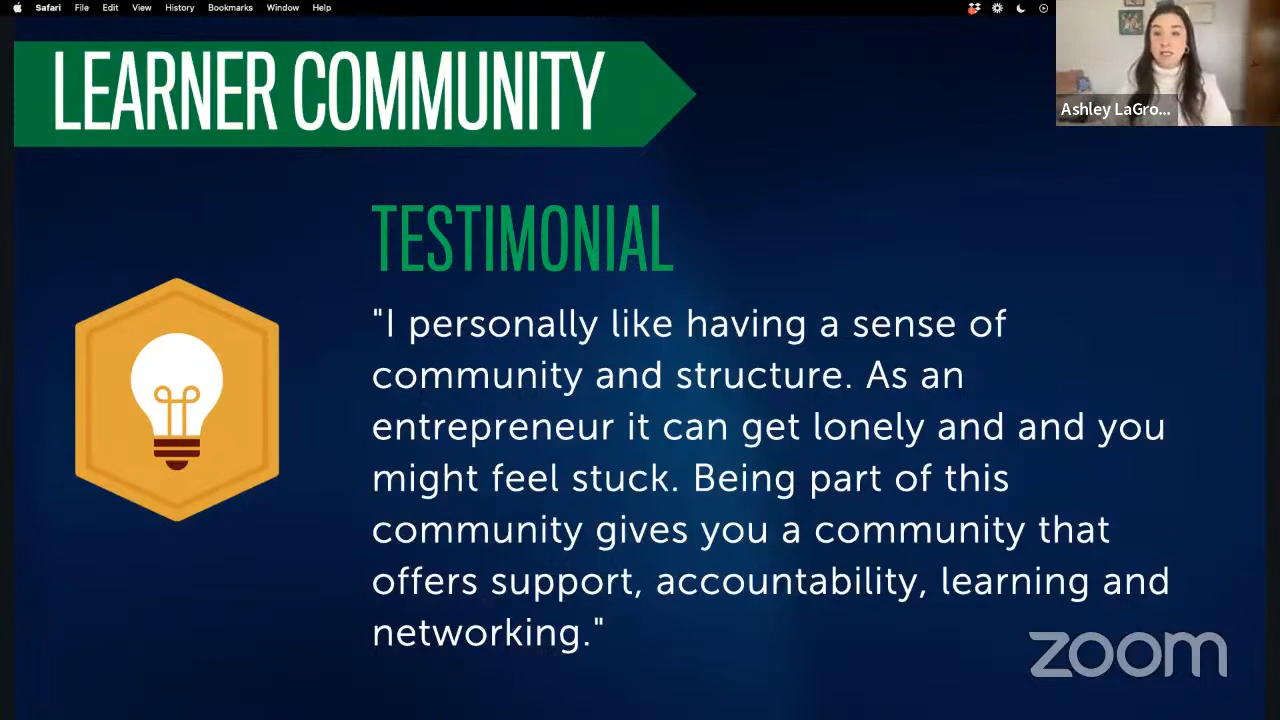 Safari File Edit View History Bookmarks Window Help
LEARNER COMMUNITY
Ashley LaGro...
TESTIMONIAL
"I personally like having a sense of
community and structure. As an
entrepreneur it can get lonely and and you
might feel stuck. Being part of this
community gives you a community that
offers support, accountability, learning and
networking."
zoom